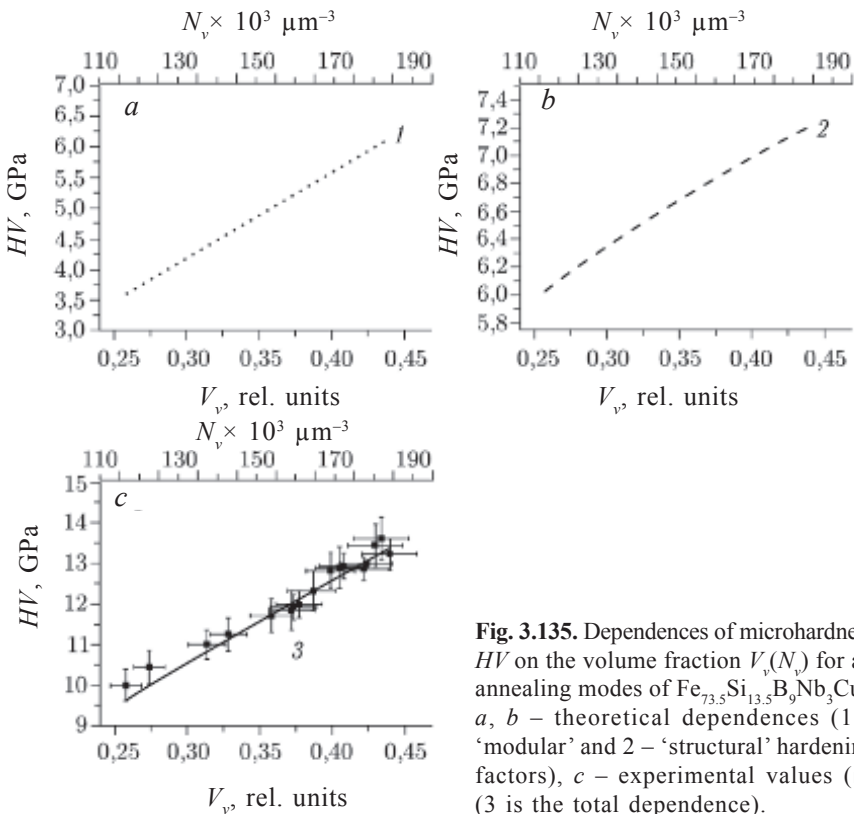 N_v × 10³ μm⁻³
110 130 150 170 190
7,0
6,5
6,0
5,5
5,0
4,5
4,0
3,5
3,0
HV, GPa
a
1
0,25 0,30 0,35 0,40 0,45
V_v, rel. units
N_v × 10³ μm⁻³
110 130 150 170 190
7,4
7,2
7,0
6,8
6,6
6,4
6,2
6,0
5,8
HV, GPa
b
2
0,25 0,30 0,35 0,40 0,45
V_v, rel. units
N_v × 10³ μm⁻³
110 130 150 170 190
15
14
13
12
11
10
9
HV, GPa
c
3
0,25 0,30 0,35 0,40 0,45
V_v, rel. units
Fig. 3.135. Dependences of microhardne
HV on the volume fraction V_v(N_v) for a
annealing modes of Fe₇₃.₅Si₁₃.₅B₉Nb₃Cu
a, b – theoretical dependences (1
'modular' and 2 – 'structural' hardenin
factors), c – experimental values (
(3 is the total dependence).